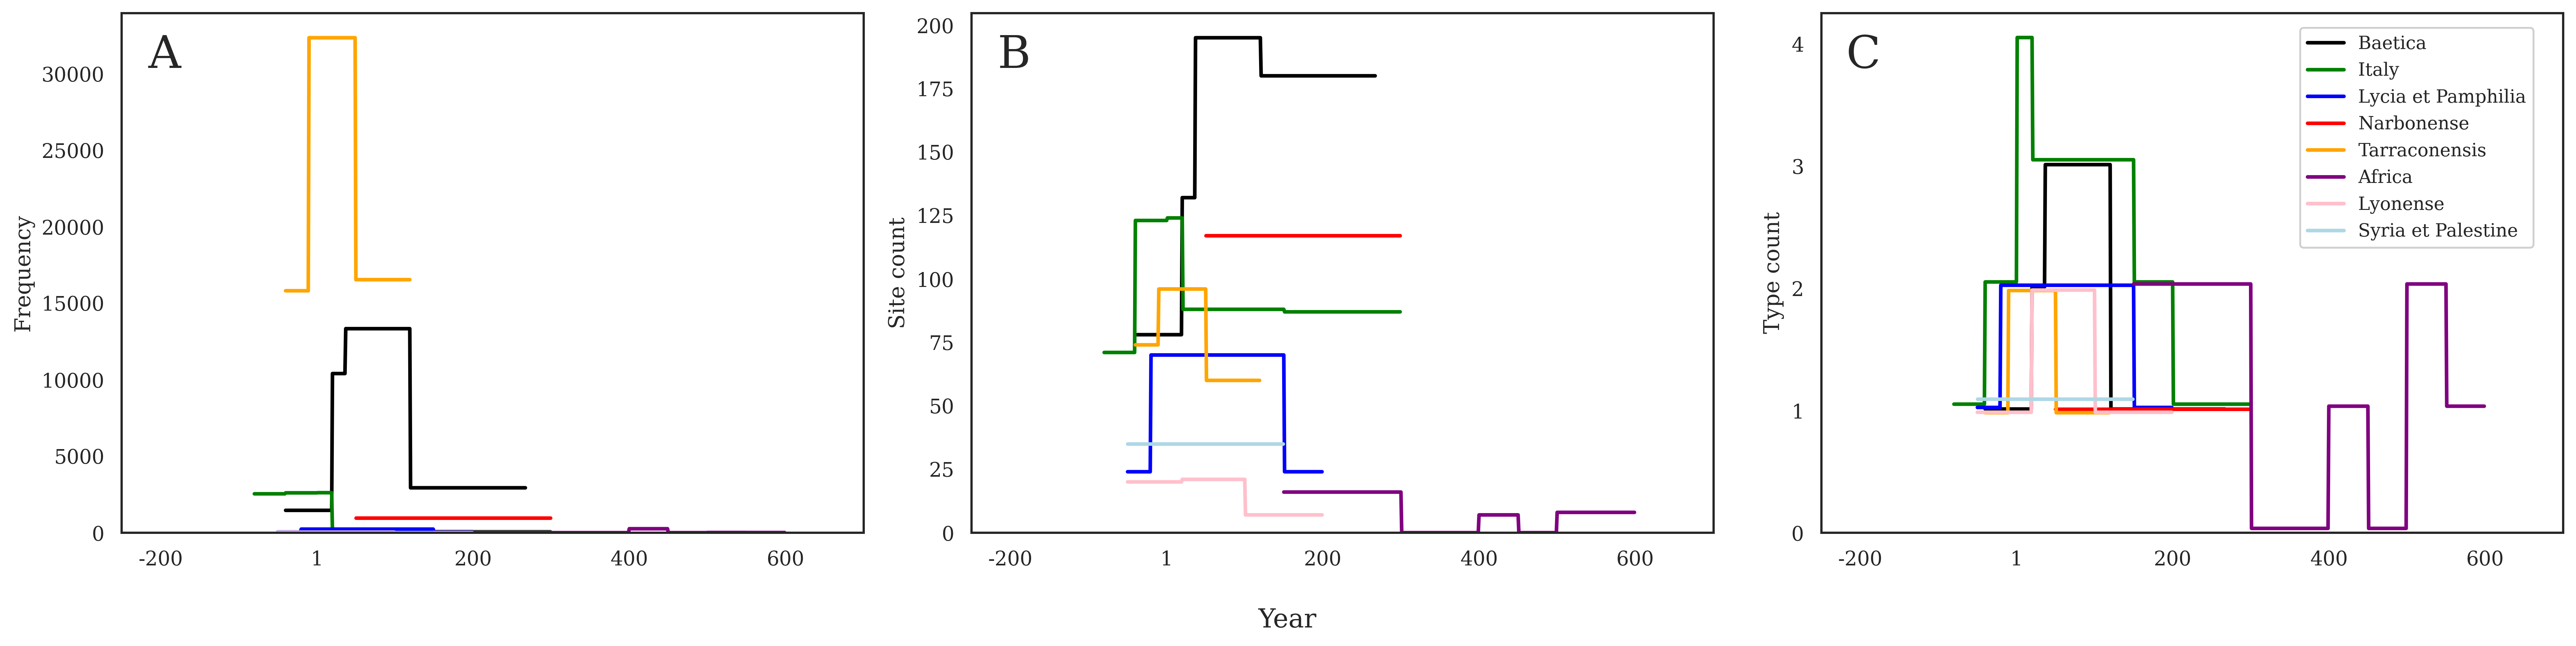 A
Frequency
30000
25000
20000
15000
10000
5000
0
-200 1 200 400 600
B
Site count
200
175
150
125
100
75
50
25
0
-200 1 200 400 600
C
Type count
4
3
2
1
0
-200 1 200 400 600
Baetica
Italy
Lycia et Pamphilia
Narbonense
Tarraconensis
Africa
Lyonense
Syria et Palestine
Year